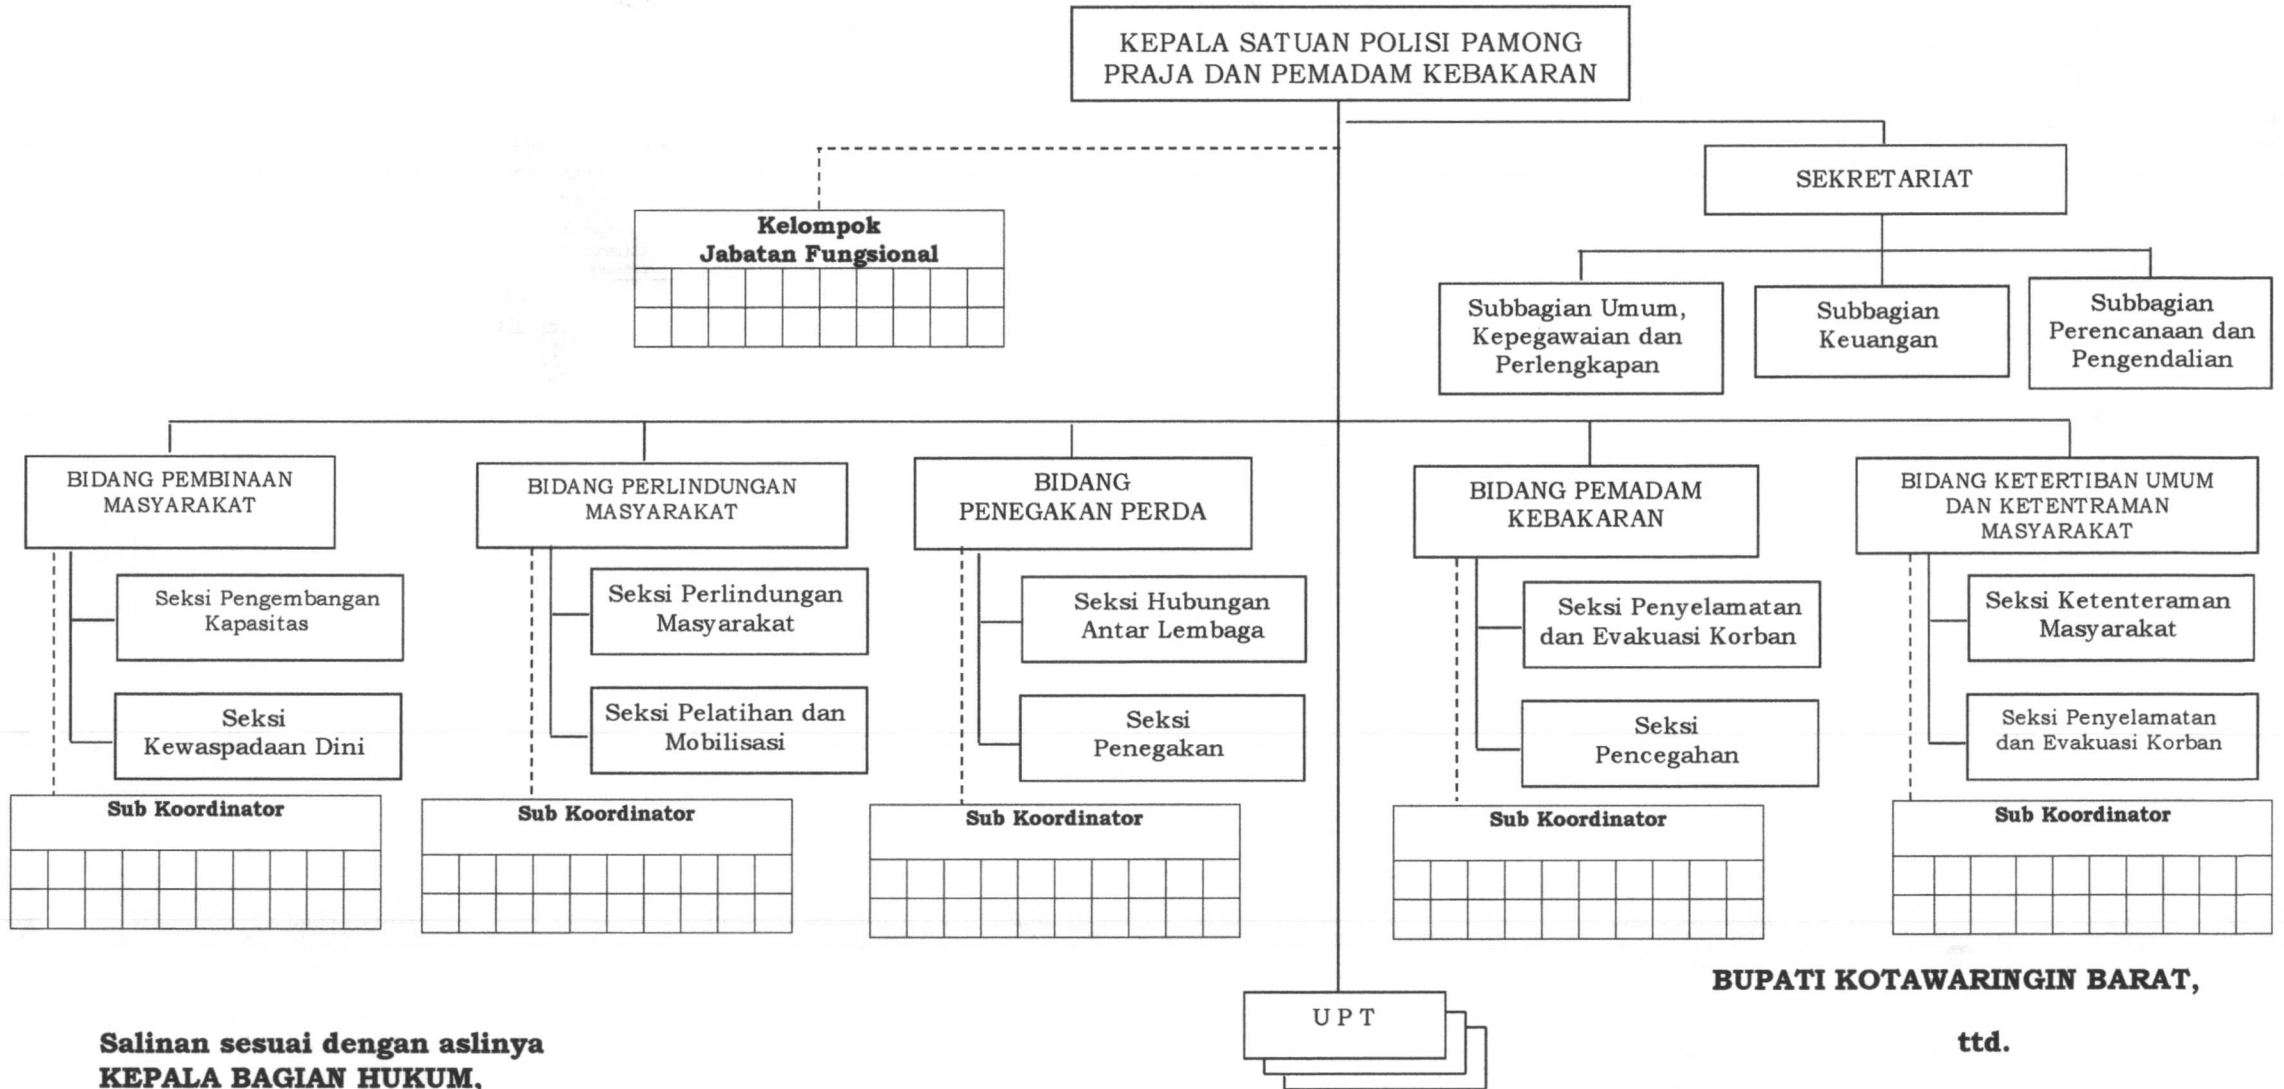 KEPALA SATUAN POLISI PAMONG
PRAJA DAN PEMADAM KEBAKARAN
SEKRETARIAT
Kelompok
Jabatan Fungsional
Subbagian Umum,
Kepegawaian dan
Perlengkapan
Subbagian
Keuangan
Subbagian
Perencanaan dan
Pengendalian
BIDANG PEMBINAAN
MASYARAKAT
BIDANG PERLINDUNGAN
MASYARAKAT
BIDANG
PENEGAKAN PERDA
BIDANG PEMADAM
KEBAKARAN
BIDANG KETERTIBAN UMUM
DAN KETENTRAMAN
MASYARAKAT
Seksi Pengembangan
Kapasitas
Seksi Perlindungan
Masyarakat
Seksi Hubungan
Antar Lembaga
Seksi Penyelamatan
dan Evakuasi Korban
Seksi Ketenteraman
Masyarakat
Seksi
Kewaspadaan Dini
Seksi Pelatihan dan
Mobilisasi
Seksi
Penegakan
Seksi
Pencegahan
Seksi Penyelamatan
dan Evakuasi Korban
Sub Koordinator
Sub Koordinator
Sub Koordinator
Sub Koordinator
Sub Koordinator
BUPATI KOTAWARINGIN BARAT,
ttd.
U P T
Salinan sesuai dengan aslinya
KEPALA BAGIAN HUKUM,